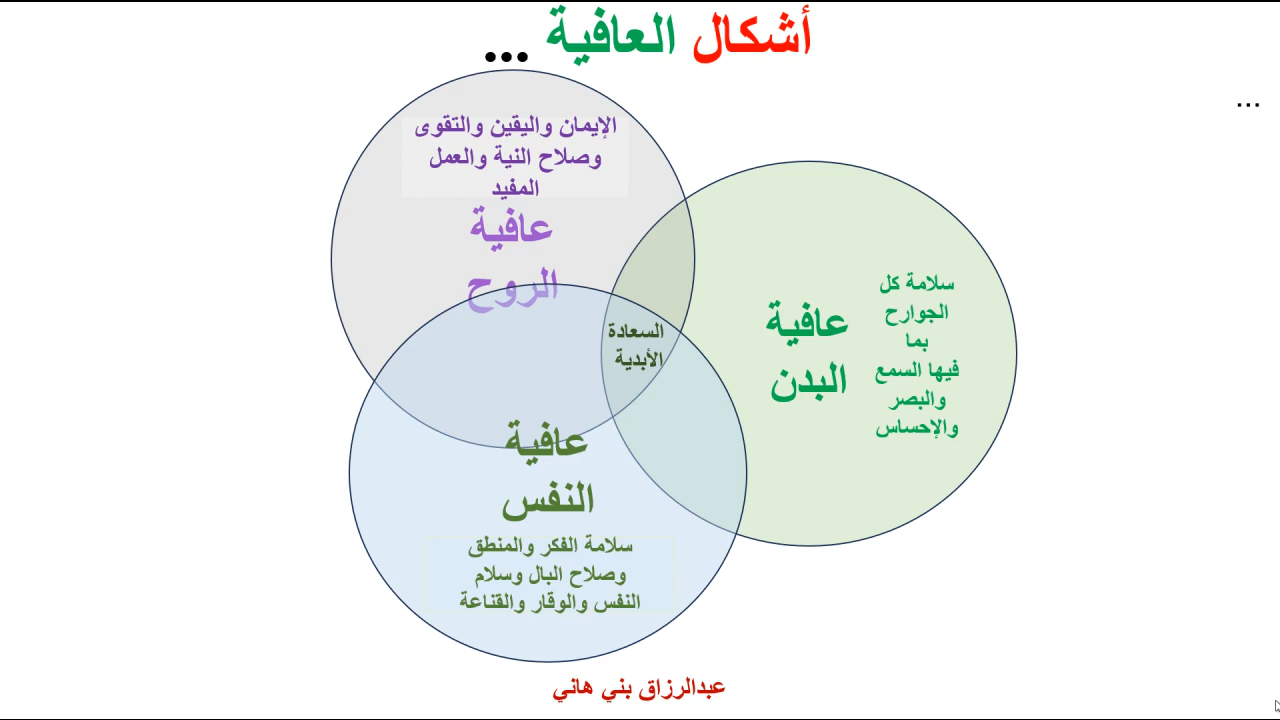 أشكال العافية ...
...
الإيمان واليقين والتقوى
وصلاح النية والعمل
المفيد
عافية
الروح
سلامة كل
الجوارح
بما
فيها السمع
والبصر
والإحساس
عافية
البدن
السعادة
الأبدية
عافية
النفس
سلامة الفكر والمنطق
وصلاح البال وسلام
النفس والوقار والقناعة
عبدالرزاق بني هاني